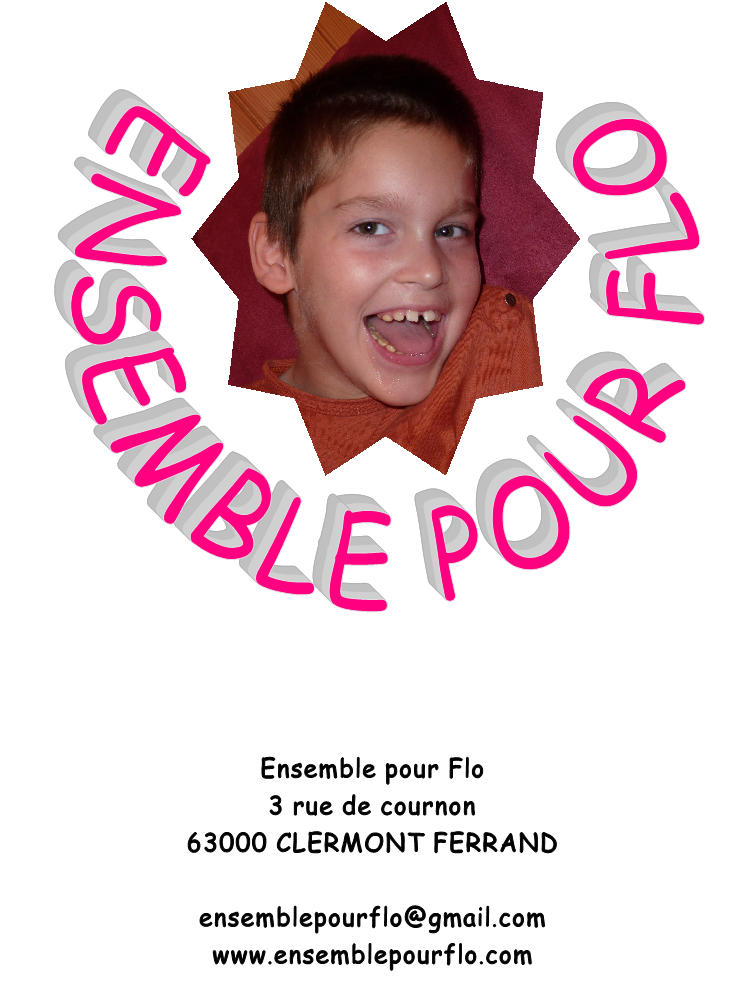 ENSEMBLE POUR FLO
Ensemble pour Flo
3 rue de cournon
63000 CLERMONT FERRAND
ensemblepourflo@gmail.com
www.ensemblepourflo.com